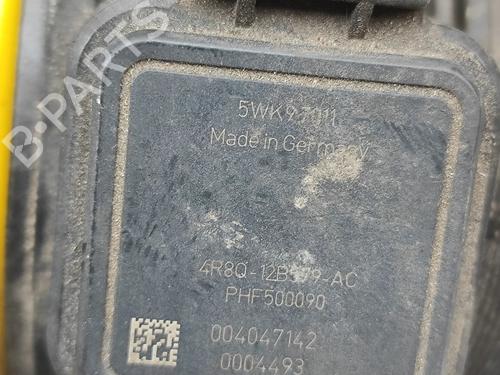 B-PARTS
5WK97011
Made in Germany
4R8Q-12B579-AC
PHF500090
004047142
0004493